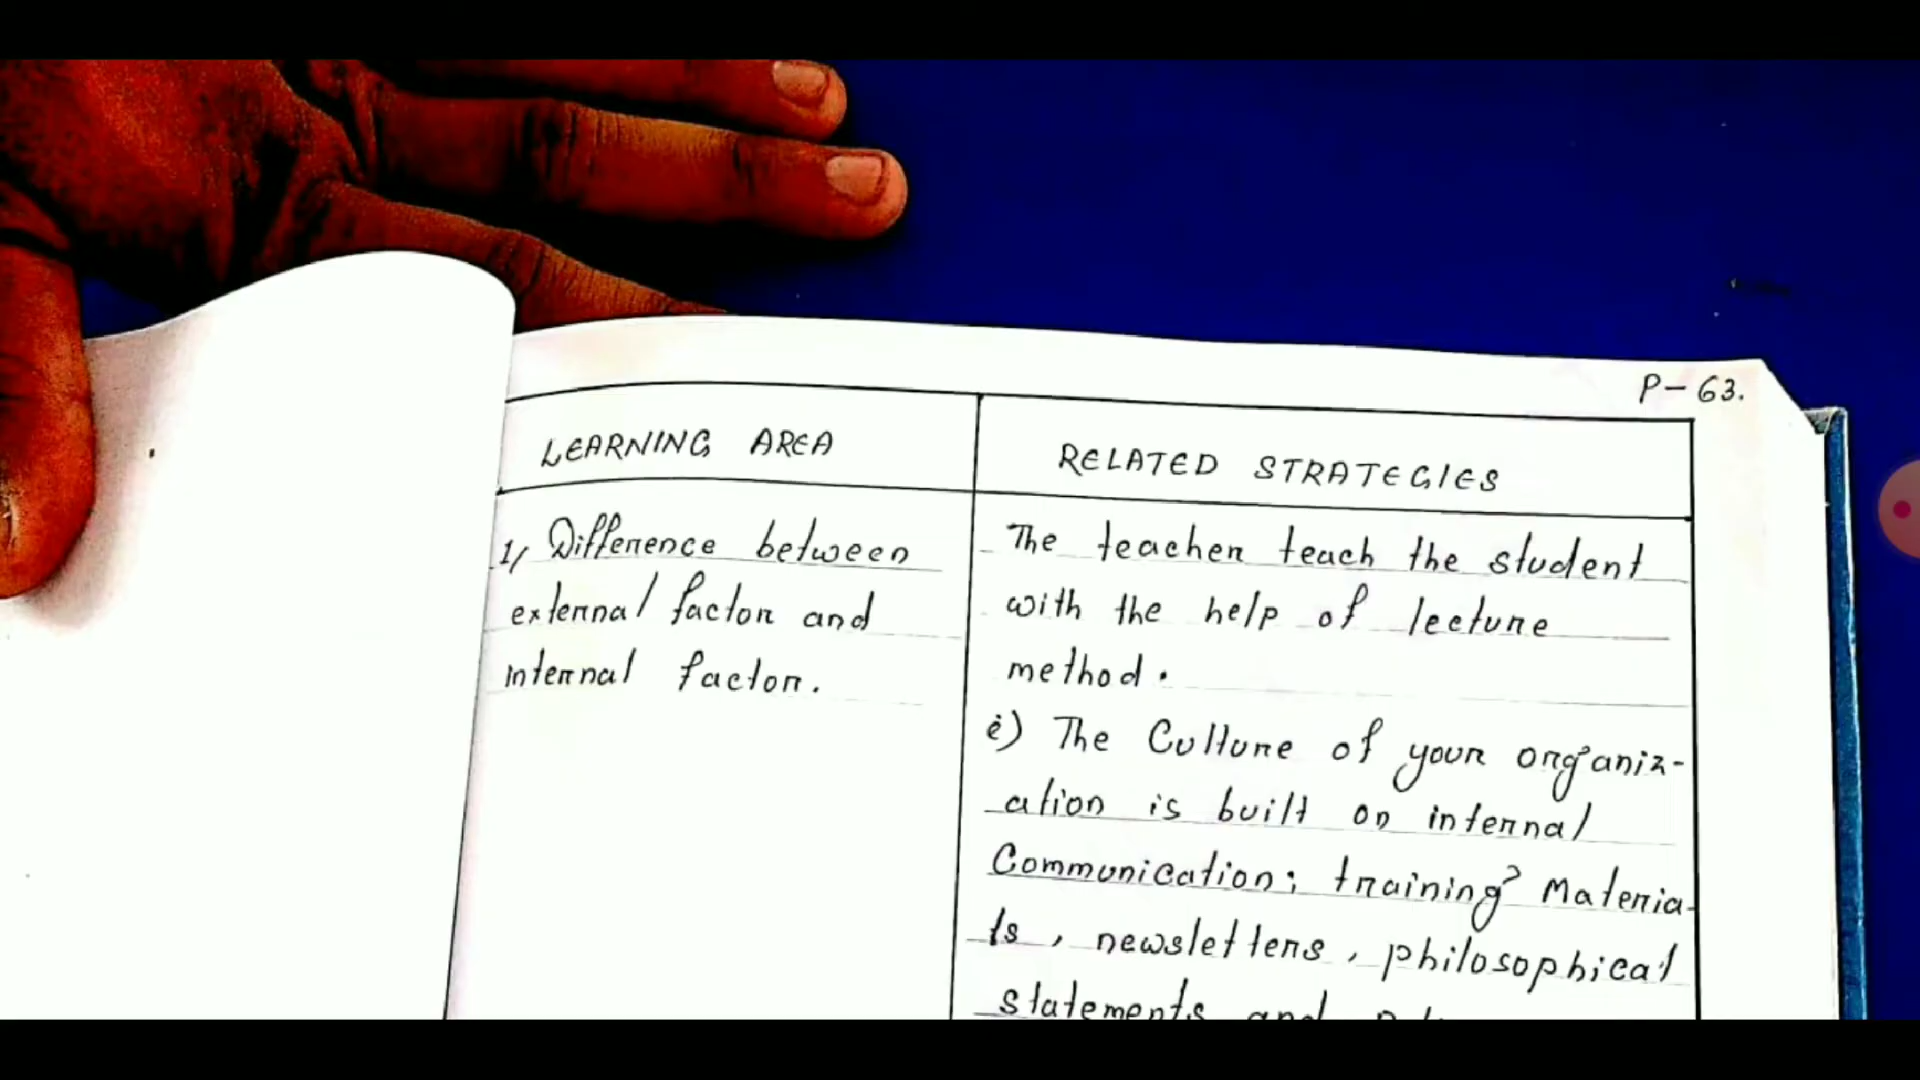 P-63.
LEARNING AREA
RELATED STRATEGIES
1) Difference between
external factor and
internal factor.
The teacher teach the student
with the help of lecture
method.
i) The Culture of your organiz-
ation is built on internal
Communication; training Materia-
ls, newsletters, philosophical
statements and